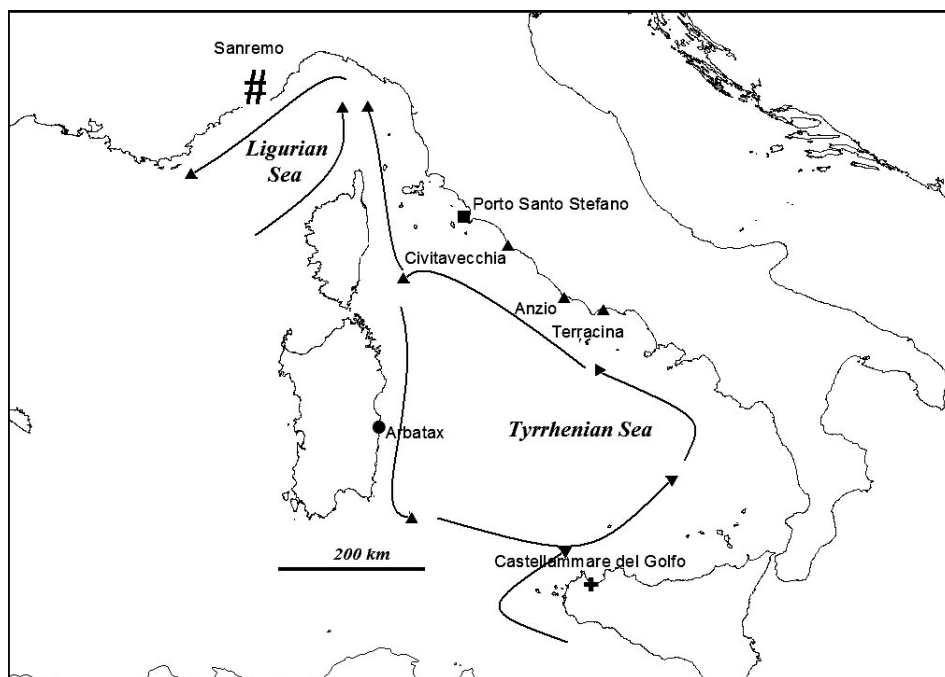 Sanremo
#
Ligurian
Sea
Porto Santo Stefano
Civitavecchia
Anzio
Terracina
Arbatax
Tyrrhenian Sea
200 km
Castellammare del Golfo